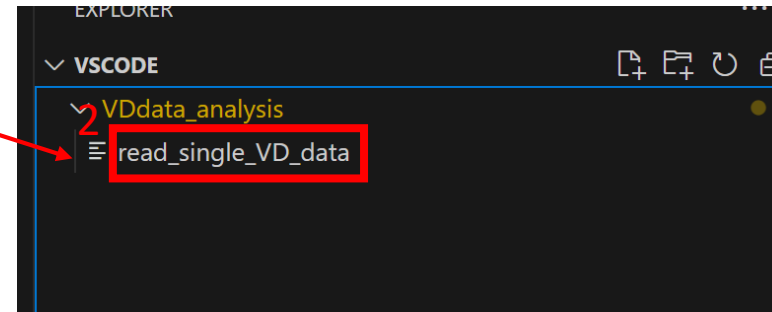 EXPLORER
VSCODE
VDdata_analysis
2
read_single_VD_data